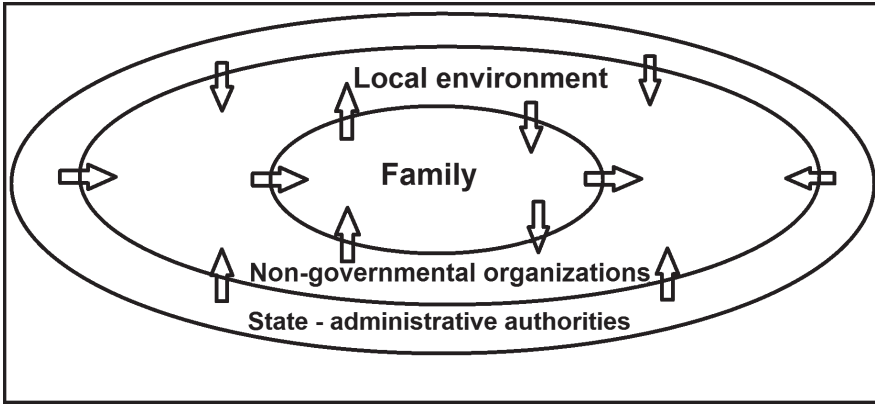 Local environment
Family
Non-governmental organizations
State - administrative authorities